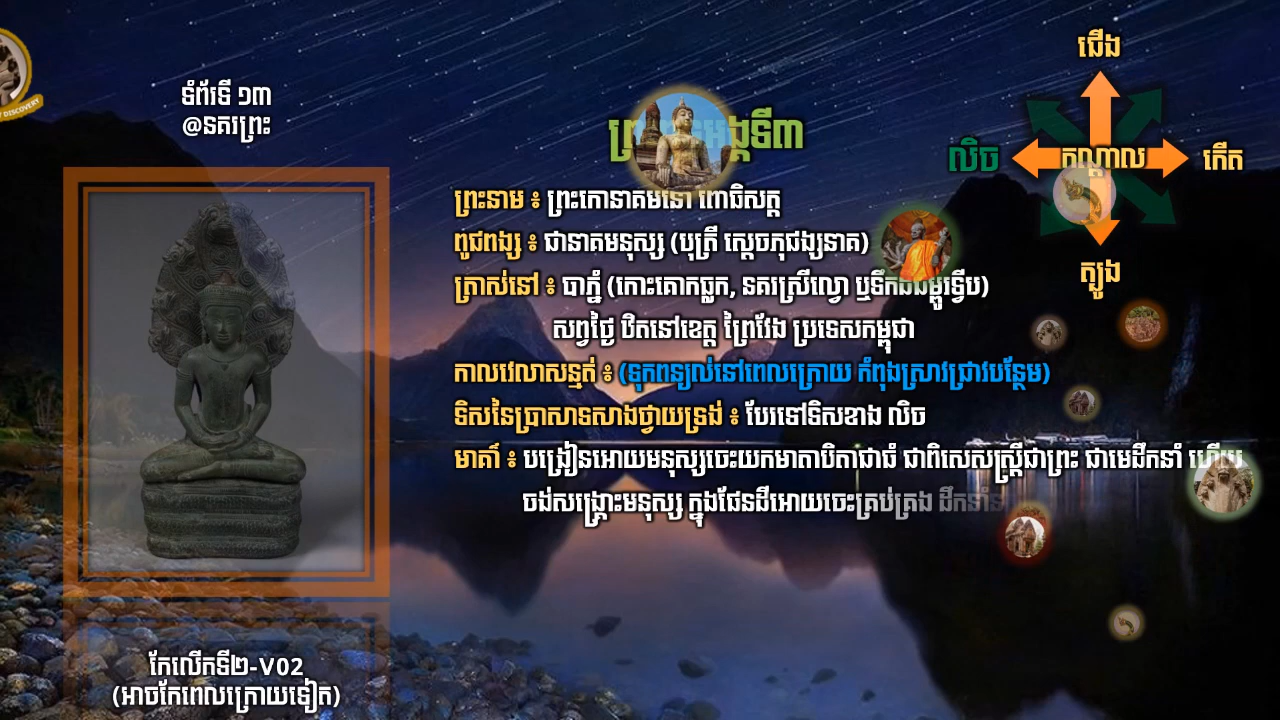 DISCOVERY
ទំព័រទី ១៣
@នគរព្រះ
ជើង
លិច
កណ្ដាល
កើត
ត្បូង
អង្គទី៣
ព្រះនាម ៖ ព្រះកោនាគមនោ ពោធិសត្ត
ពូជពង្ស ៖ ជានាគមនុស្ស (បុត្រី ស្ដេចភុជង្សនាគ)
ត្រាស់នៅ ៖ បាភ្នំ (កោះគោកធ្លក, នគរស្រីល្វោ ឬទឹកដីជម្ពូរទ្វីប)
សព្វថ្ងៃ ឋិតនៅខេត្ត ព្រៃវែង ប្រទេសកម្ពុជា
កាលវេលាសន្មត់ ៖ (ទុកពន្យល់នៅពេលក្រោយ កំពុងស្រាវជ្រាវបន្ថែម)
ទិសនៃប្រាសាទសាងថ្វាយទ្រង់ ៖ បែរទៅទិសខាង លិច
មាគ៌ា ៖ បង្រៀនអោយមនុស្សចេះយកមាតាបិតាជាធំ ជាពិសេសស្ត្រីជាព្រះ ជាមេដឹកនាំ ហើយ
ចង់សង្គ្រោះមនុស្ស ក្នុងផែនដីអោយចេះគ្រប់គ្រង ដឹកនាំ
កែលើកទី២-V02
(អាចកែពេលក្រោយទៀត)